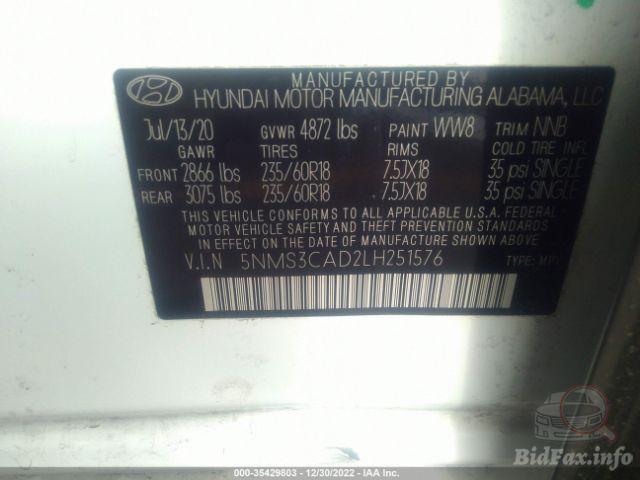 MANUFACTURED BY
HYUNDAI MOTOR MANUFACTURING ALABAMA, LLC
Jul/13/20 GVWR 4872 lbs PAINT WW8 TRIM NNB
GAWR TIRES RIMS COLD TIRE INFL
FRONT 2866 lbs 235/60R18 7.5JX18 35 psi SINGLE
REAR 3075 lbs 235/60R18 7.5JX18 35 psi SINGLE
THIS VEHICLE CONFORMS TO ALL APPLICABLE U.S.A. FEDERAL
MOTOR VEHICLE SAFETY AND THEFT PREVENTION STANDARDS
IN EFFECT ON THE DATE OF MANUFACTURE SHOWN ABOVE.
V.I.N 5NMS3CAD2LH251576 TYPE: MPV
000-35429803 - 12/30/2022 - IAA Inc.
BidFax.info